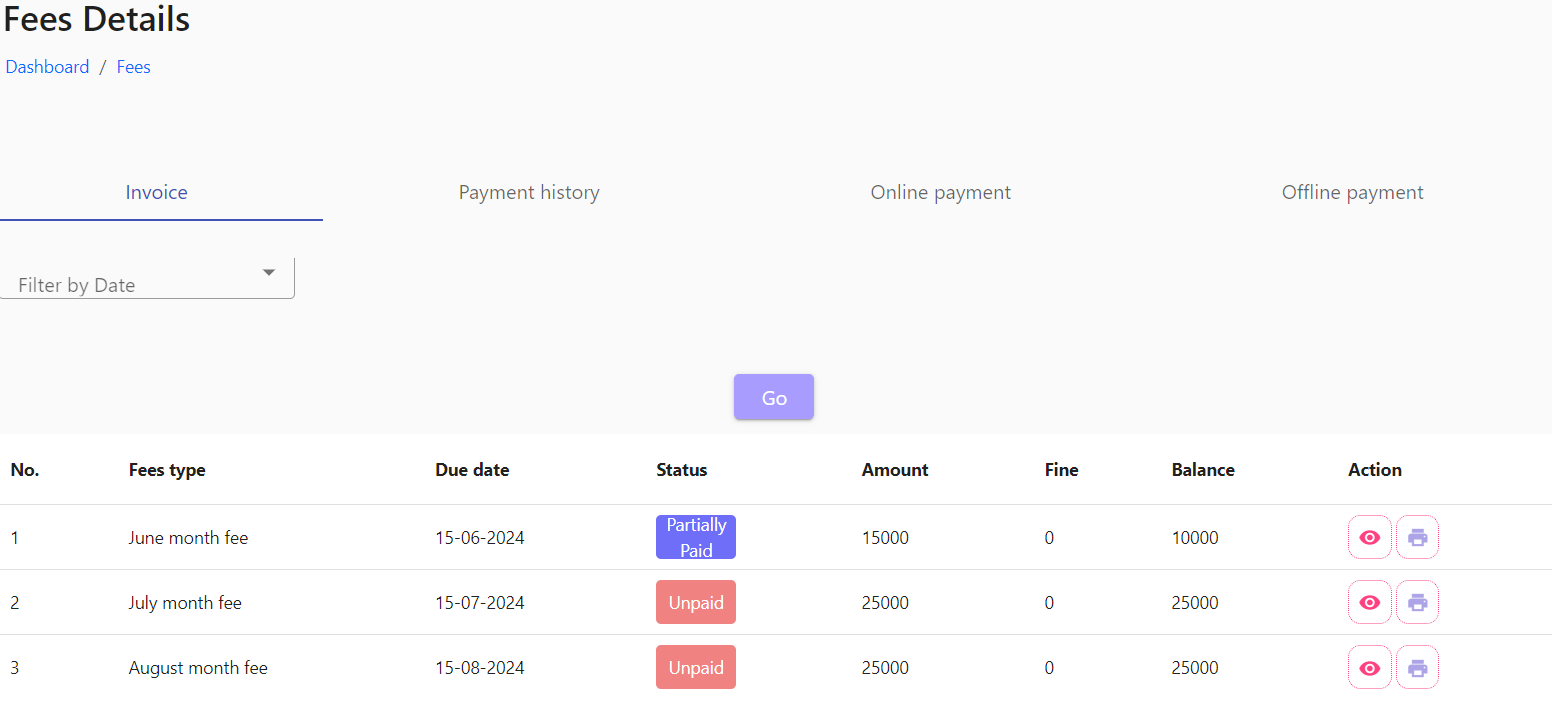 Fees Details
Dashboard / Fees
Invoice Payment history Online payment Offline payment
Filter by Date
Go
No. Fees type Due date Status Amount Fine Balance Action
1 June month fee 15-06-2024 Partially Paid 15000 0 10000
2 July month fee 15-07-2024 Unpaid 25000 0 25000
3 August month fee 15-08-2024 Unpaid 25000 0 25000